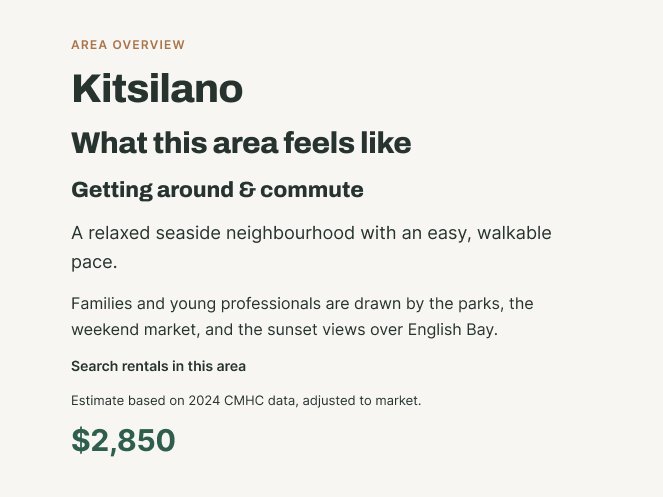 AREA OVERVIEW
Kitsilano
What this area feels like
Getting around & commute
A relaxed seaside neighbourhood with an easy, walkable
pace.
Families and young professionals are drawn by the parks, the
weekend market, and the sunset views over English Bay.
Search rentals in this area
Estimate based on 2024 CMHC data, adjusted to market.
$2,850